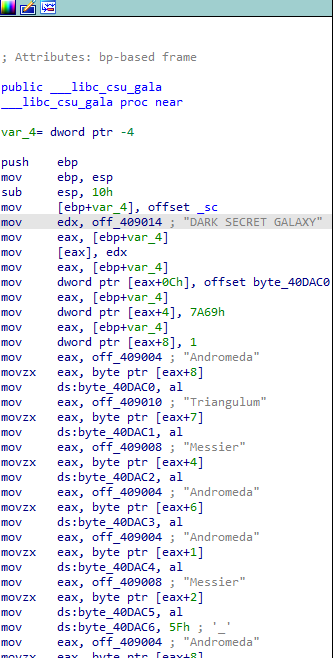 ; Attributes: bp-based frame
public ___libc_csu_gala
___libc_csu_gala proc near
var_4= dword ptr -4
push ebp
mov ebp, esp
sub esp, 10h
mov [ebp+var_4], offset _sc
mov edx, off_409014 ; "DARK SECRET GALAXY"
mov eax, [ebp+var_4]
mov [eax], edx
mov eax, [ebp+var_4]
mov dword ptr [eax+0Ch], offset byte_40DAC0
mov eax, [ebp+var_4]
mov dword ptr [eax+4], 7A69h
mov eax, [ebp+var_4]
mov dword ptr [eax+8], 1
mov eax, off_409004 ; "Andromeda"
movzx eax, byte ptr [eax+8]
mov ds:byte_40DAC0, al
mov eax, off_409010 ; "Triangulum"
movzx eax, byte ptr [eax+7]
mov ds:byte_40DAC1, al
mov eax, off_409008 ; "Messier"
movzx eax, byte ptr [eax+4]
mov ds:byte_40DAC2, al
mov eax, off_409004 ; "Andromeda"
movzx eax, byte ptr [eax+6]
mov ds:byte_40DAC3, al
mov eax, off_409004 ; "Andromeda"
movzx eax, byte ptr [eax+1]
mov ds:byte_40DAC4, al
mov eax, off_409008 ; "Messier"
movzx eax, byte ptr [eax+2]
mov ds:byte_40DAC5, al
mov ds:byte_40DAC6, 5Fh ; '_'
mov eax, off_409004 ; "Andromeda"
movzx eax, byte ptr [eax+8]